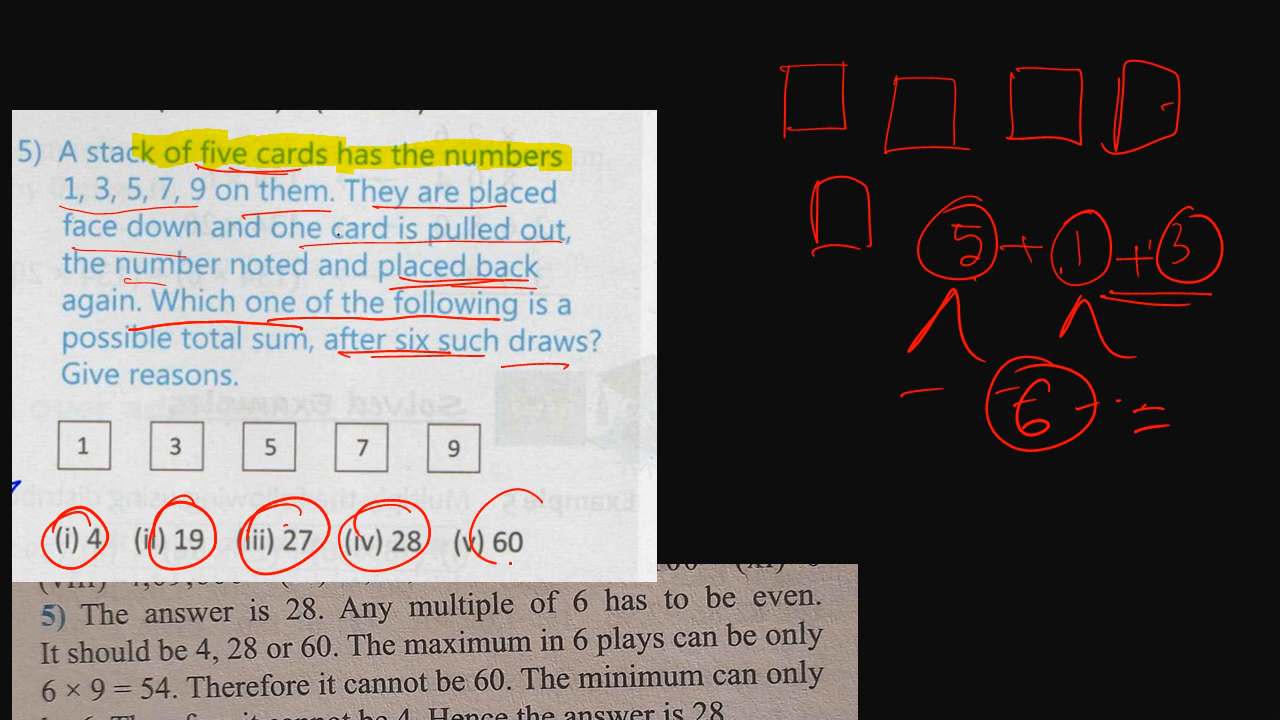 5) A stack of five cards has the numbers
1, 3, 5, 7, 9 on them. They are placed
face down and one card is pulled out,
the number noted and placed back
again. Which one of the following is a
possible total sum, after six such draws?
Give reasons.
1 3 5 7 9
(i) 4 (ii) 19 (iii) 27 (iv) 28 (v) 60
5) The answer is 28. Any multiple of 6 has to be even.
It should be 4, 28 or 60. The maximum in 6 plays can be only
6 × 9 = 54. Therefore it cannot be 60. The minimum can only
Hence the answer is 28
5 + 1 + 3
6 =